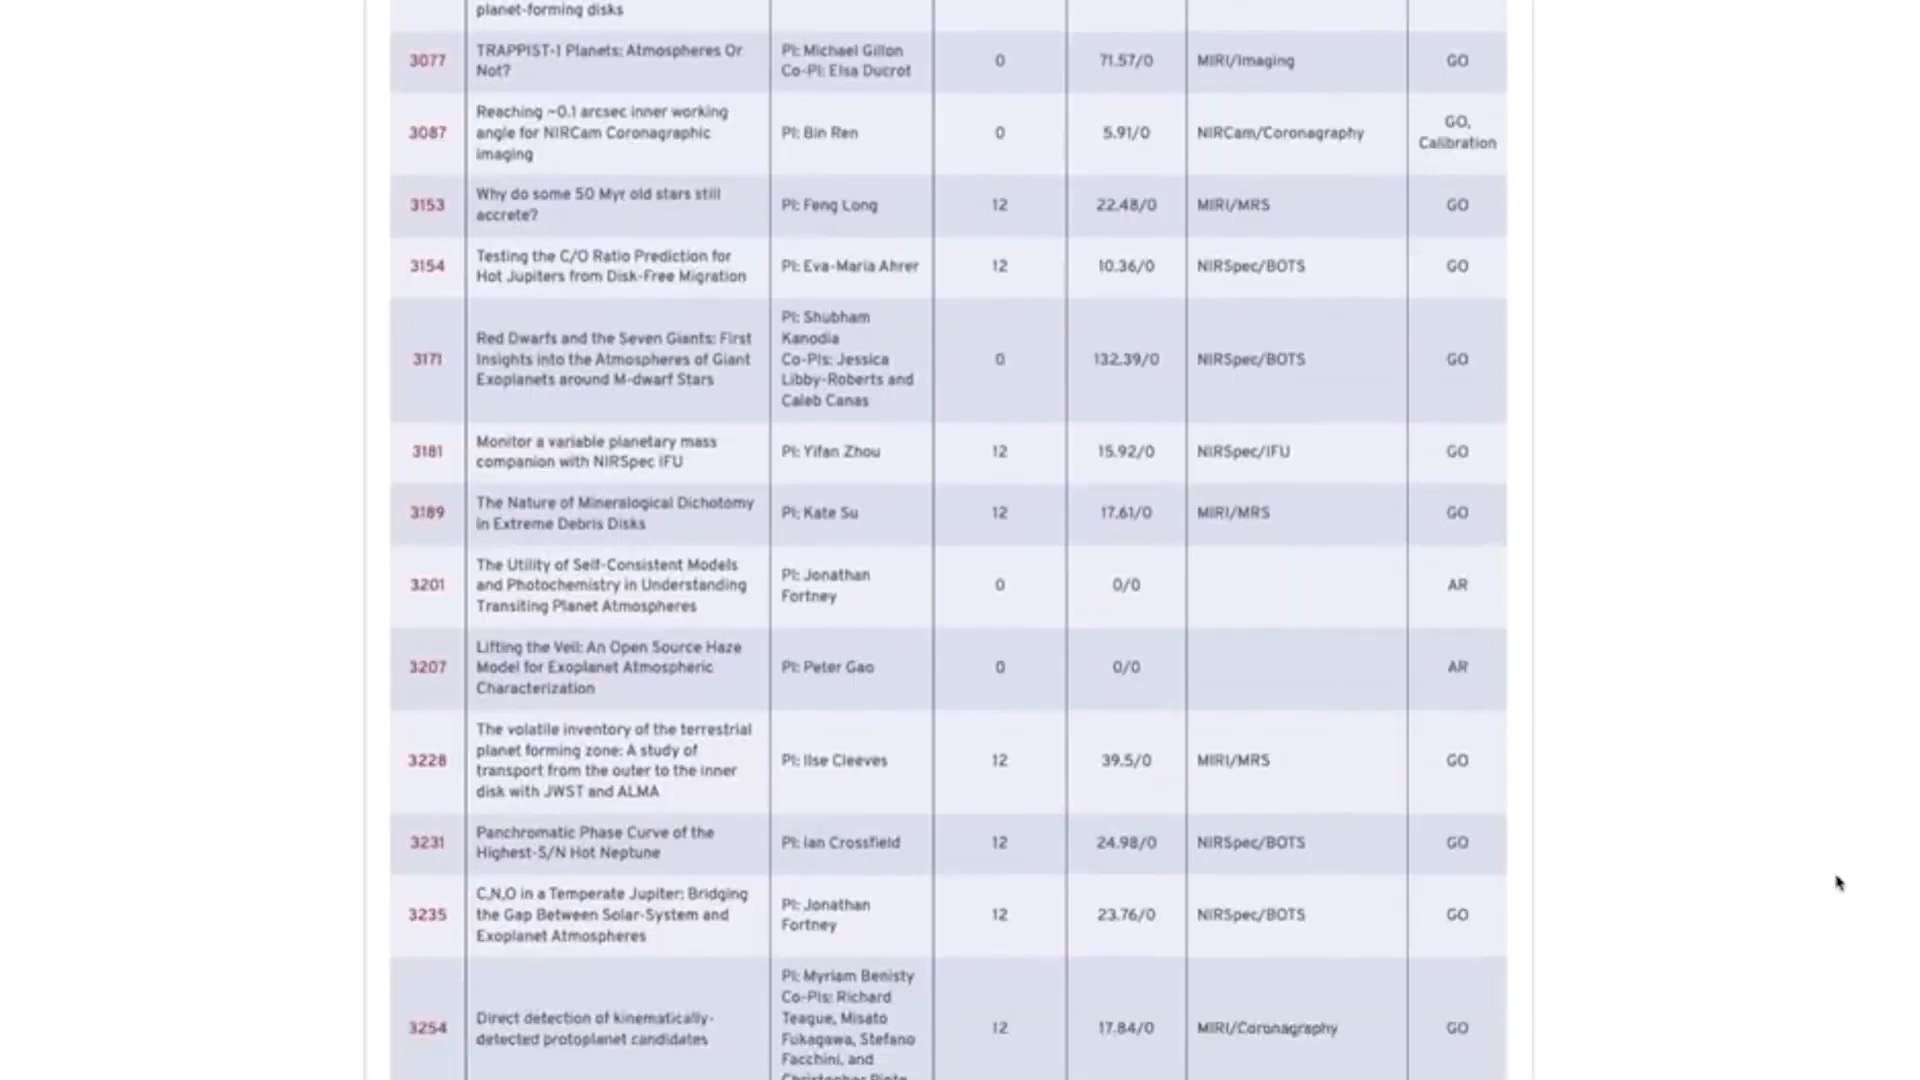 planet-forming disks
3077
TRAPPIST-1 Planets: Atmospheres Or
Not?
PI: Michael Gillon
Co-PI: Elsa Ducrot
0
71.57/0
MIRI/Imaging
GO
3087
Reaching ~0.1 arcsec inner working
angle for NIRCam Coronagraphic
imaging
PI: Bin Ren
0
5.91/0
NIRCam/Coronagraphy
GO,
Calibration
3153
Why do some 50 Myr old stars still
accrete?
PI: Feng Long
12
22.48/0
MIRI/MRS
GO
3154
Testing the C/O Ratio Prediction for
Hot Jupiters from Disk-Free Migration
PI: Eva-Maria Ahrer
12
10.36/0
NIRSpec/BOTS
GO
3171
Red Dwarfs and the Seven Giants: First
Insights into the Atmospheres of Giant
Exoplanets around M-dwarf Stars
PI: Shubham
Kanodia
Co-PIs: Jessica
Libby-Roberts and
Caleb Canas
0
132.39/0
NIRSpec/BOTS
GO
3181
Monitor a variable planetary mass
companion with NIRSpec IFU
PI: Yifan Zhou
12
15.92/0
NIRSpec/IFU
GO
3189
The Nature of Mineralogical Dichotomy
in Extreme Debris Disks
PI: Kate Su
12
17.61/0
MIRI/MRS
GO
3201
The Utility of Self-Consistent Models
and Photochemistry in Understanding
Transiting Planet Atmospheres
PI: Jonathan
Fortney
0
0/0
AR
3207
Lifting the Veil: An Open Source Haze
Model for Exoplanet Atmospheric
Characterization
PI: Peter Gao
0
0/0
AR
3228
The volatile inventory of the terrestrial
planet forming zone: A study of
transport from the outer to the inner
disk with JWST and ALMA
PI: Ilse Cleeves
12
39.5/0
MIRI/MRS
GO
3231
Panchromatic Phase Curve of the
Highest-S/N Hot Neptune
PI: Ian Crossfield
12
24.98/0
NIRSpec/BOTS
GO
3235
C,N,O in a Temperate Jupiter: Bridging
the Gap Between Solar-System and
Exoplanet Atmospheres
PI: Jonathan
Fortney
12
23.76/0
NIRSpec/BOTS
GO
3254
Direct detection of kinematically-
detected protoplanet candidates
PI: Myriam Benisty
Co-PIs: Richard
Teague, Misato
Fukagawa, Stefano
Facchini, and
12
17.84/0
MIRI/Coronagraphy
GO